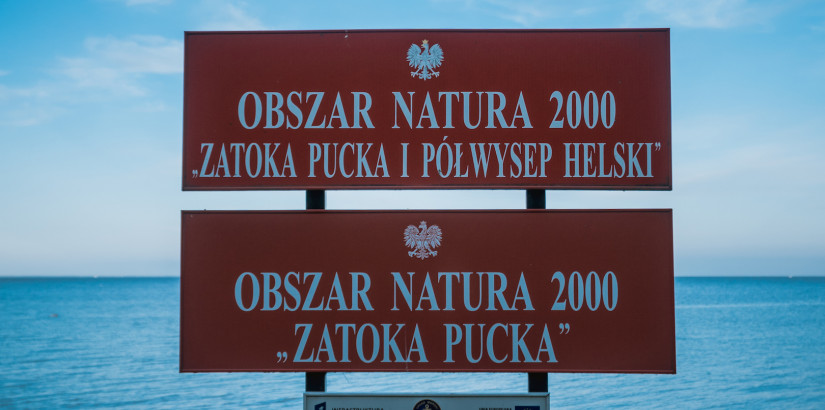 OBSZAR NATURA 2000
„ZATOKA PUCKA I PÓŁWYSEP HELSKI”
OBSZAR NATURA 2000
„ZATOKA PUCKA”